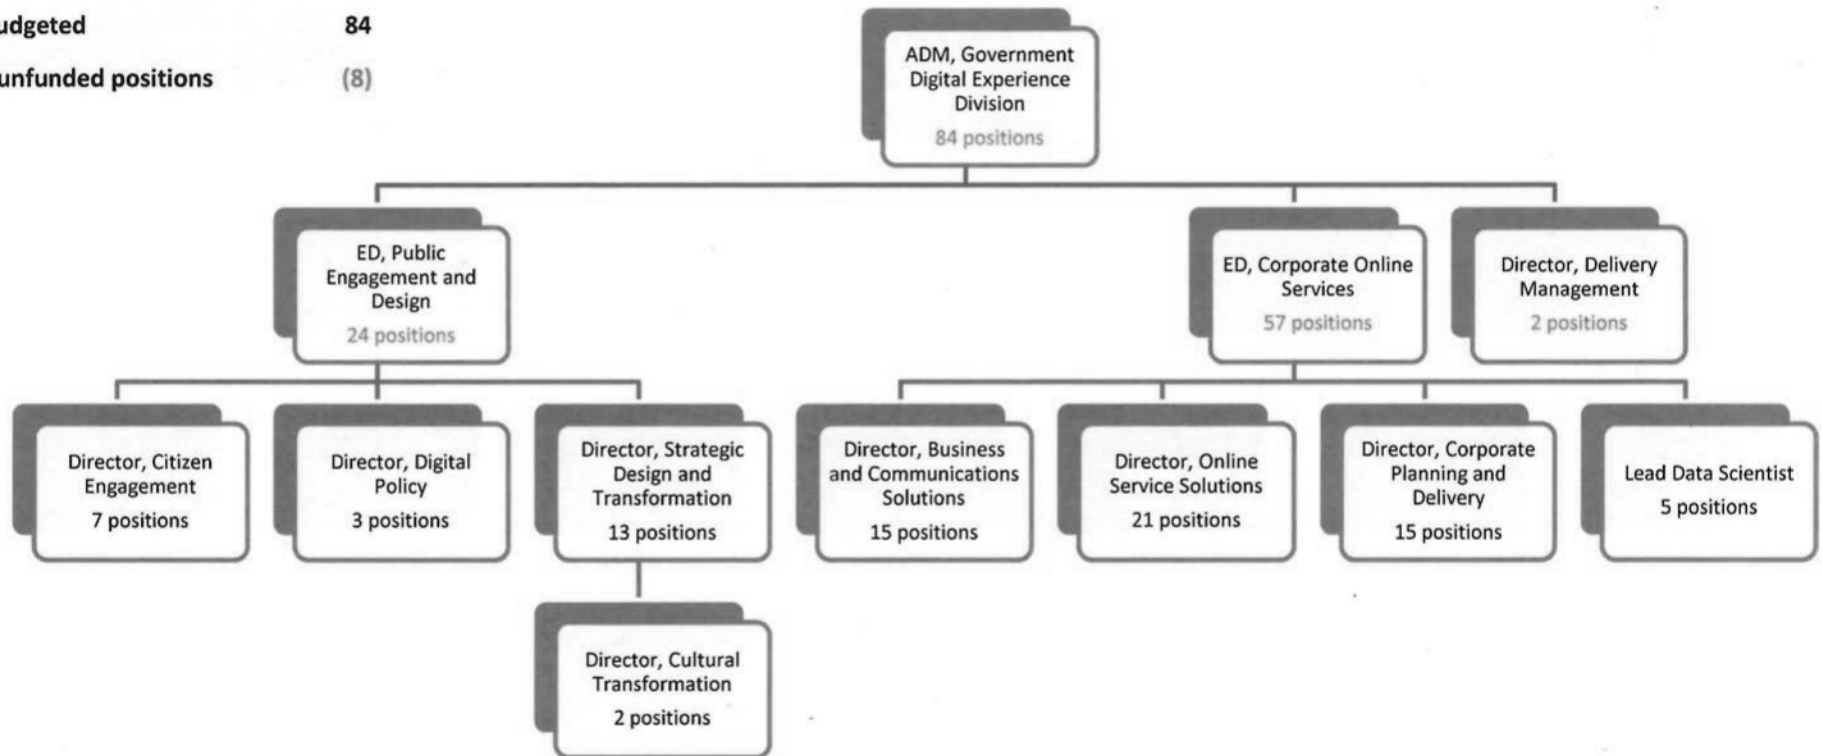 udgeted 84
unfunded positions (8)
ADM, Government
Digital Experience
Division
84 positions
ED, Public
Engagement and
Design
24 positions
ED, Corporate Online
Services
57 positions
Director, Delivery
Management
2 positions
Director, Citizen
Engagement
7 positions
Director, Digital
Policy
3 positions
Director, Strategic
Design and
Transformation
13 positions
Director, Business
and Communications
Solutions
15 positions
Director, Online
Service Solutions
21 positions
Director, Corporate
Planning and
Delivery
15 positions
Lead Data Scientist
5 positions
Director, Cultural
Transformation
2 positions